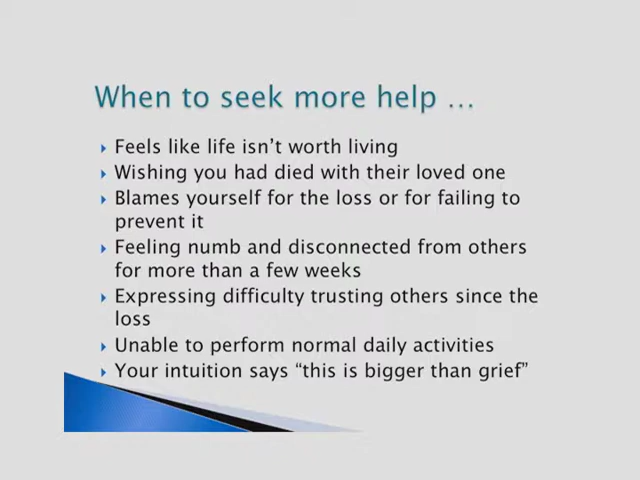 When to seek more help ...
Feels like life isn't worth living
Wishing you had died with their loved one
Blames yourself for the loss or for failing to
prevent it
Feeling numb and disconnected from others
for more than a few weeks
Expressing difficulty trusting others since the
loss
Unable to perform normal daily activities
Your intuition says “this is bigger than grief”